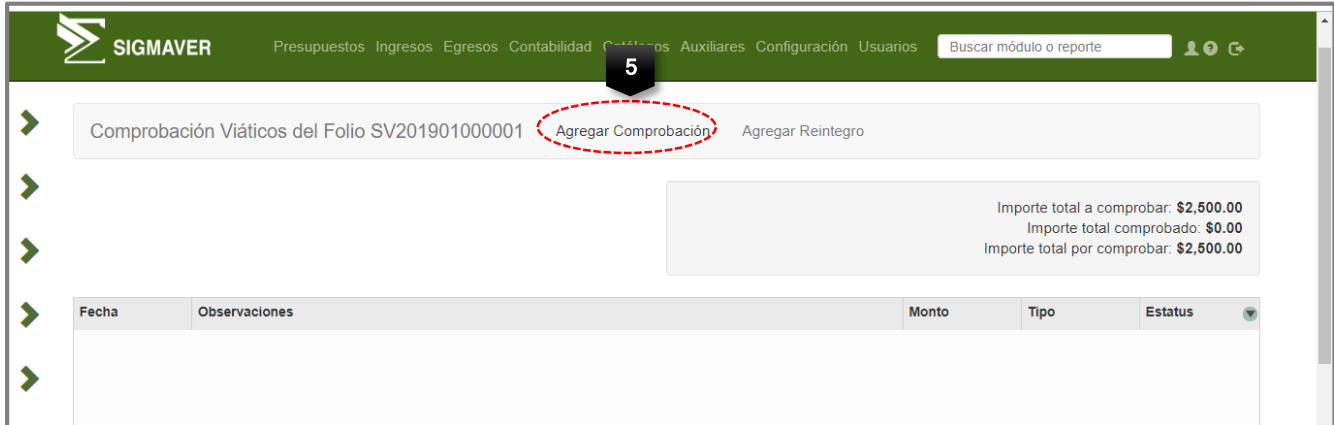 SIGMAVER
Presupuestos Ingresos Egresos Contabilidad Catálogos Auxiliares Configuración Usuarios Buscar módulo o reporte
5
Comprobación Viáticos del Folio SV201901000001 Agregar Comprobación Agregar Reintegro
Importe total a comprobar: $2,500.00
Importe total comprobado: $0.00
Importe total por comprobar: $2,500.00
Fecha Observaciones Monto Tipo Estatus